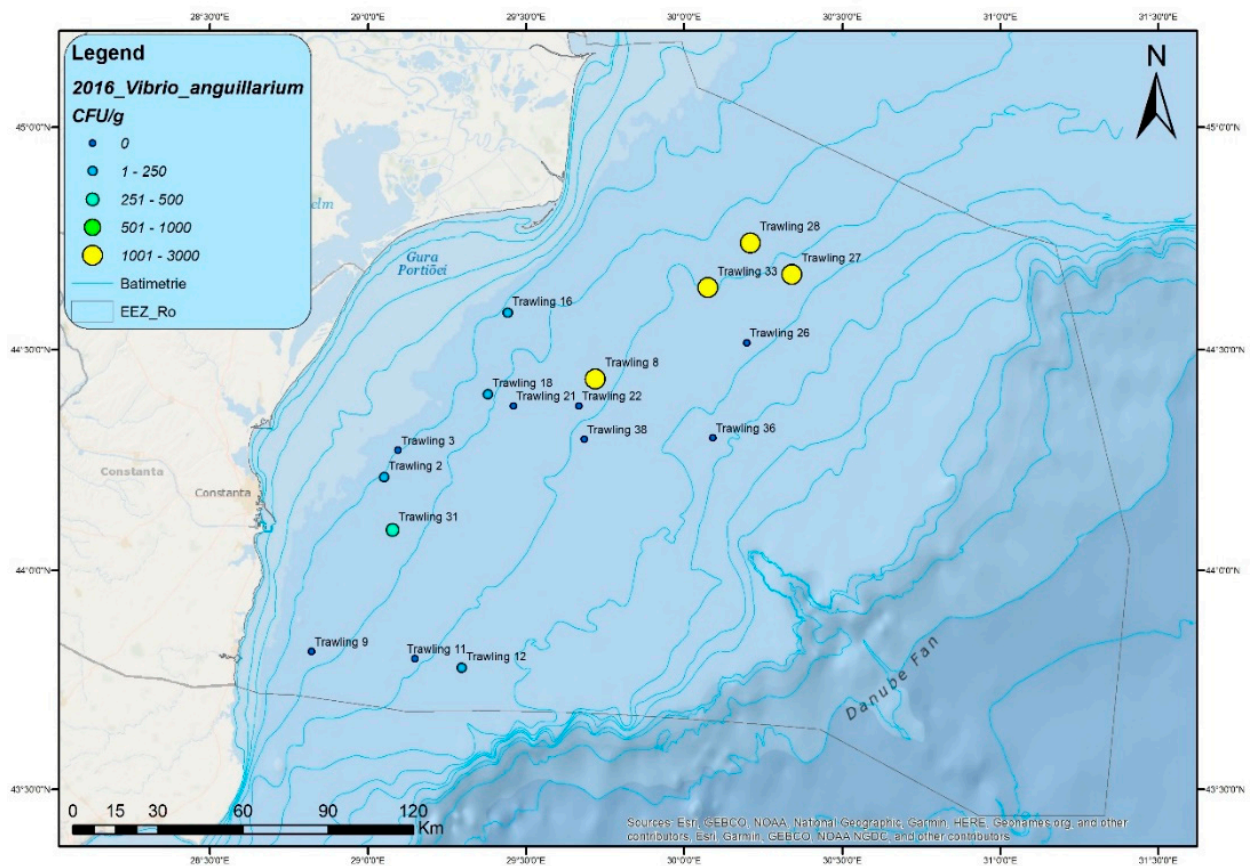 28°30'0"E
29°0'0"E
29°30'0"E
30°0'0"E
30°30'0"E
31°0'0"E
31°30'0"E
Legend
2016_Vibrio_anguillarium
CFU/g
0
1 - 250
251 - 500
501 - 1000
1001 - 3000
Batimetrie
EEZ_Ro
N
45°0'0"N
45°0'0"N
elm
Gura
Portiōei
Trawling 28
Trawling 27
Trawling 33
Trawling 16
Trawling 26
44°30'0"N
44°30'0"N
Trawling 8
Trawling 18
Trawling 21
Trawling 22
Trawling 38
Trawling 36
Trawling 3
Trawling 2
Constanta
Constanta
Trawling 31
44°0'0"N
44°0'0"N
Trawling 9
Trawling 11
Trawling 12
Danube Fan
43°30'0"N
43°30'0"N
0 15 30 60 90 120
Km
Sources: Esri, GEBCO, NOAA, National Geographic, Garmin, HERE, Geonames.org, and other
contributors, Esri, Garmin, GEBCO, NOAA NGDC, and other contributors
28°30'0"E
29°0'0"E
29°30'0"E
30°0'0"E
30°30'0"E
31°0'0"E
31°30'0"E